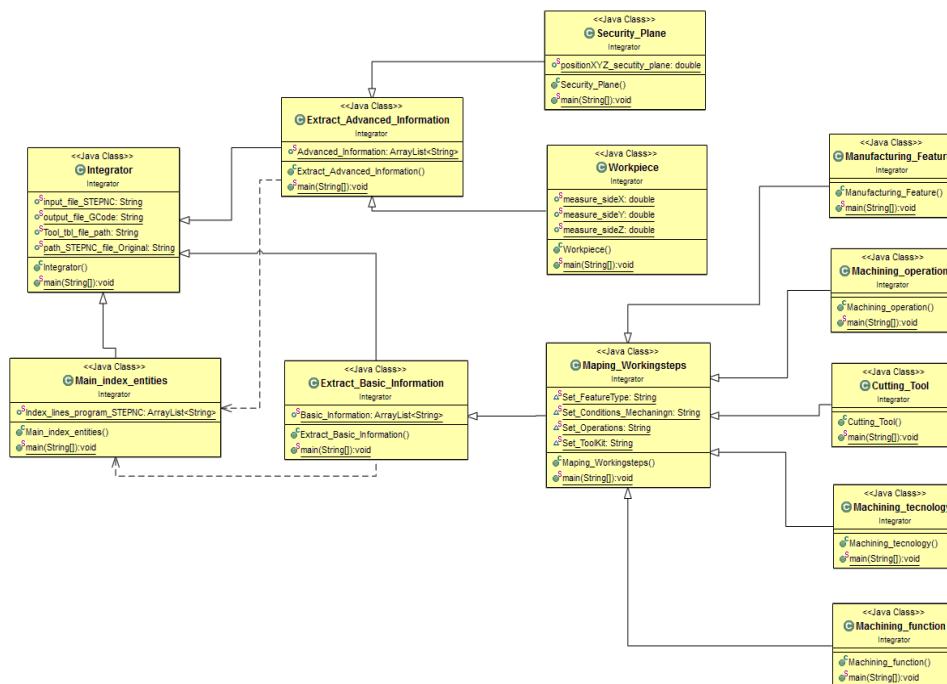 <<Java Class>>
Security_Plane
Integrator
positionXYZ_secutity_plane: double
Security_Plane()
main(String[]):void
<<Java Class>>
Extract_Advanced_Information
Integrator
Advanced_Information: ArrayList<String>
Extract_Advanced_Information()
main(String[]):void
<<Java Class>>
Integrator
Integrator
input_file_STEPNC: String
output_file_GCode: String
Tool_tbl_file_path: String
path_STEPNC_file_Original: String
Integrator()
main(String[]):void
<<Java Class>>
Workpiece
Integrator
measure_sideX: double
measure_sideY: double
measure_sideZ: double
Workpiece()
main(String[]):void
<<Java Class>>
Manufacturing_Feature
Integrator
Manufacturing_Feature()
main(String[]):void
<<Java Class>>
Machining_operation
Integrator
Machining_operation()
main(String[]):void
<<Java Class>>
Main_index_entities
Integrator
Index_lines_program_STEPNC: ArrayList<String>
Main_index_entities()
main(String[]):void
<<Java Class>>
Extract_Basic_Information
Integrator
Basic_Information: ArrayList<String>
Extract_Basic_Information()
main(String[]):void
<<Java Class>>
Maping_Workingsteps
Integrator
Set_FeatureType: String
Set_Conditions_Mechaningn: String
Set_Operations: String
Set_ToolKit: String
Maping_Workingsteps()
main(String[]):void
<<Java Class>>
Cutting_Tool
Integrator
Cutting_Tool()
main(String[]):void
<<Java Class>>
Machining_tecnology
Integrator
Machining_tecnology()
main(String[]):void
<<Java Class>>
Machining_function
Integrator
Machining_function()
main(String[]):void